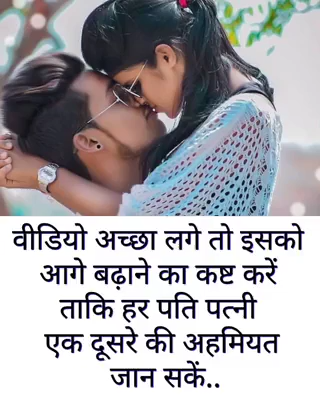 वीडियो अच्छा लगे तो इसको
आगे बढ़ाने का कष्ट करें
ताकि हर पति पत्नी
एक दूसरे की अहमियत
जान सकें..